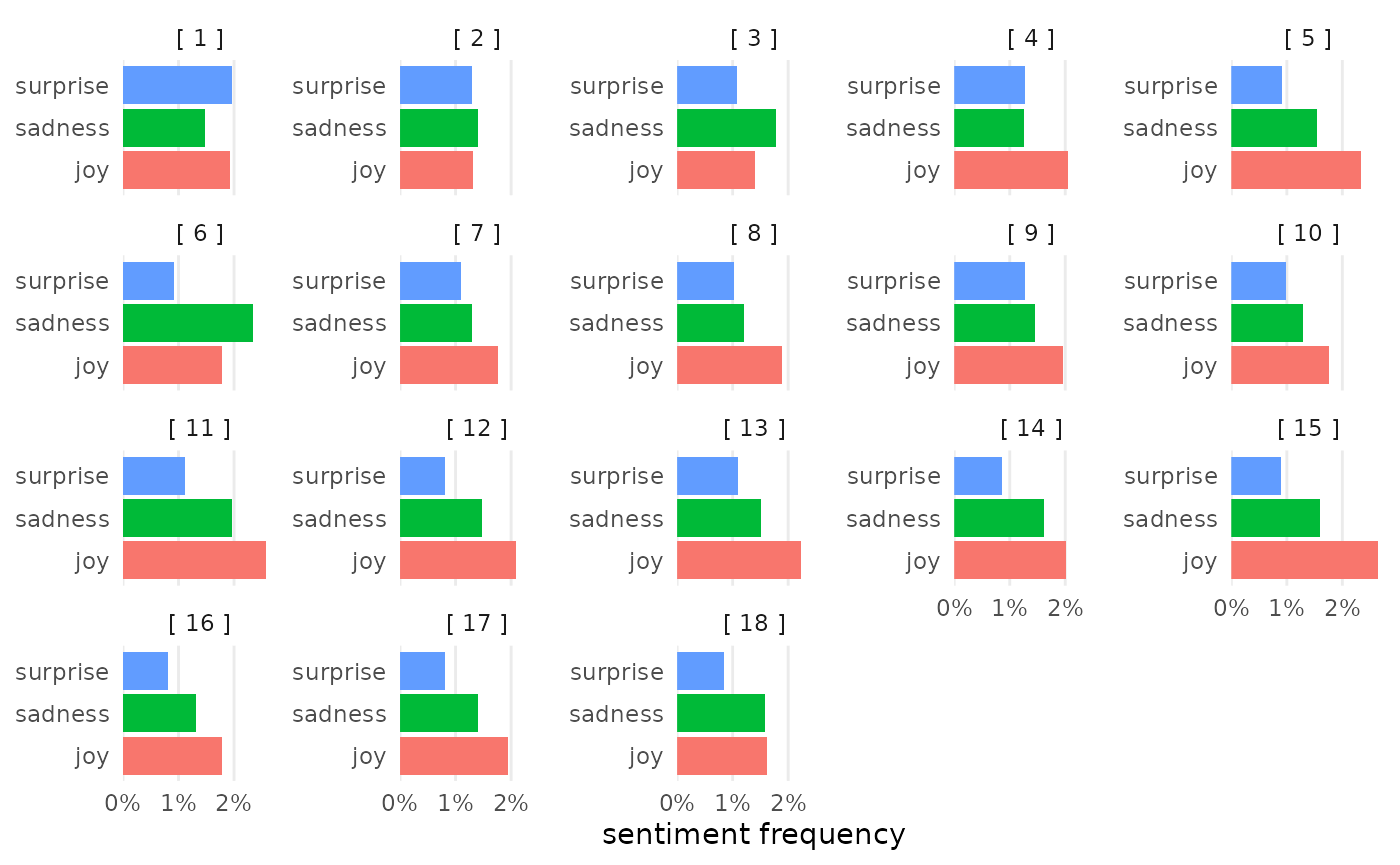 [ 1 ] [ 2 ] [ 3 ] [ 4 ] [ 5 ]
surprise surprise surprise surprise surprise
sadness sadness sadness sadness sadness
joy joy joy joy joy
[ 6 ] [ 7 ] [ 8 ] [ 9 ] [ 10 ]
surprise surprise surprise surprise surprise
sadness sadness sadness sadness sadness
joy joy joy joy joy
[ 11 ] [ 12 ] [ 13 ] [ 14 ] [ 15 ]
surprise surprise surprise surprise surprise
sadness sadness sadness sadness sadness
joy joy joy joy joy
0% 1% 2% 0% 1% 2%
[ 16 ] [ 17 ] [ 18 ]
surprise surprise surprise
sadness sadness sadness
joy joy joy
0% 1% 2% 0% 1% 2% 0% 1% 2%
sentiment frequency